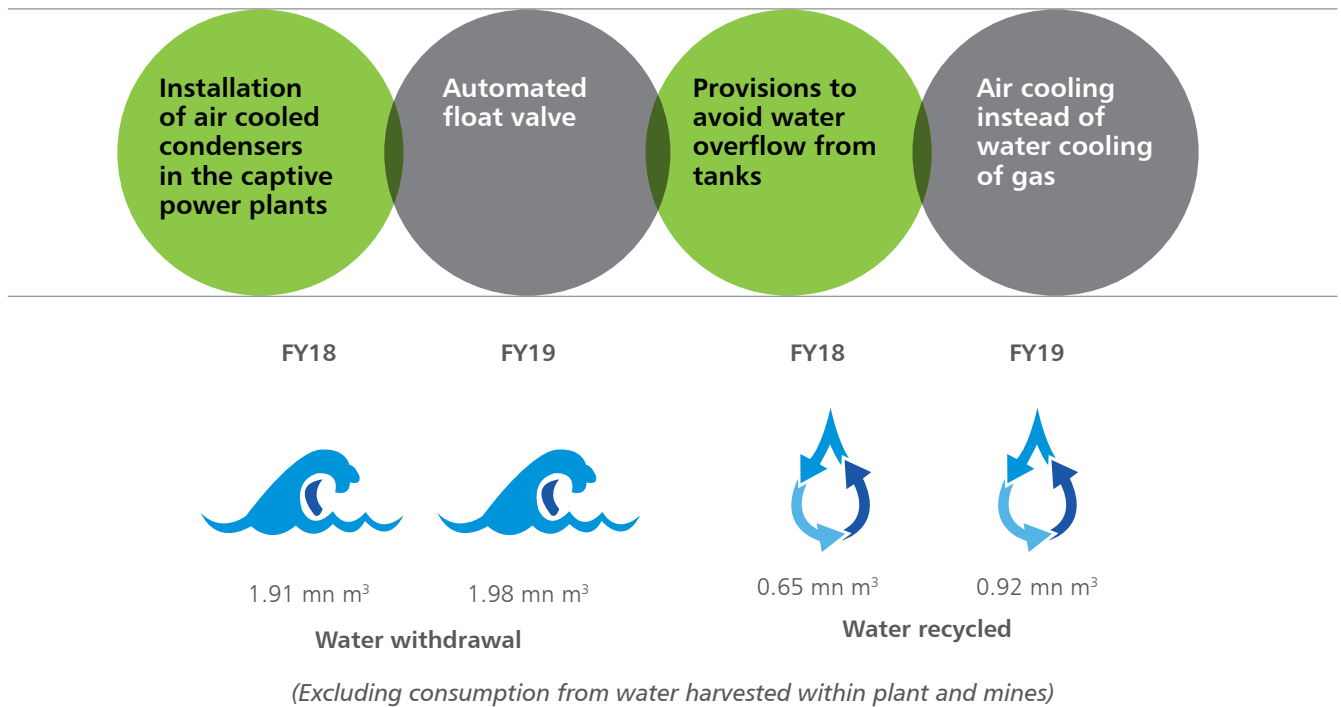 Installation
of air cooled
condensers
in the captive
power plants
Automated
float valve
Provisions to
avoid water
overflow from
tanks
Air cooling
instead of
water cooling
of gas
FY18
FY19
FY18
FY19
1.91 mn m³
1.98 mn m³
0.65 mn m³
0.92 mn m³
Water withdrawal
Water recycled
(Excluding consumption from water harvested within plant and mines)